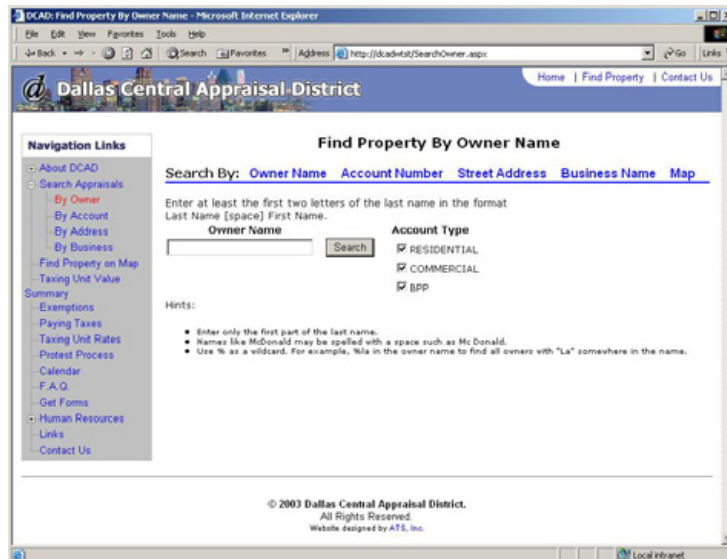 DCAD: Find Property By Owner Name - Microsoft Internet Explorer
File Edit View Favorites Tools Help
Back Search Favorites » Address http://dcadwtst/SearchOwner.aspx Go Links
Home | Find Property | Contact Us
d Dallas Central Appraisal District
Navigation Links
About DCAD
Search Appraisals
By Owner
By Account
By Address
By Business
Find Property on Map
Taxing Unit Value
Summary
Exemptions
Paying Taxes
Taxing Unit Rates
Protest Process
Calendar
F.A.Q.
Get Forms
Human Resources
Links
Contact Us
Find Property By Owner Name
Search By: Owner Name Account Number Street Address Business Name Map
Enter at least the first two letters of the last name in the format
Last Name [space] First Name.
Owner Name Account Type
Search RESIDENTIAL
COMMERCIAL
BPP
Hints:
• Enter only the first part of the last name.
• Names like McDonald may be spelled with a space such as Mc Donald.
• Use % as a wildcard. For example, %la in the owner name to find all owners with "La" somewhere in the name.
© 2003 Dallas Central Appraisal District.
All Rights Reserved.
Website designed by ATS, Inc.
Local intranet